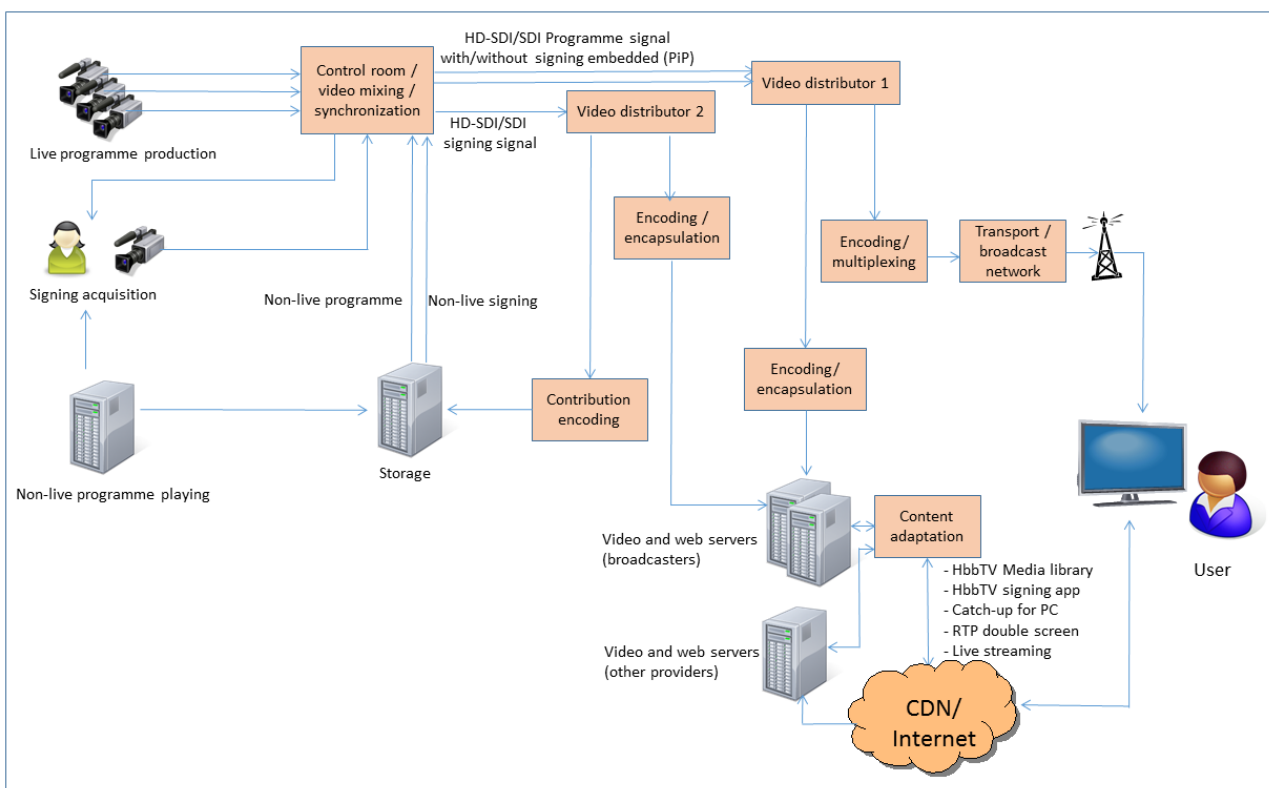 HD-SDI/SDI Programme signal
with/without signing embedded (PiP)
Control room /
video mixing /
synchronization
Video distributor 1
Video distributor 2
HD-SDI/SDI
signing signal
Live programme production
Encoding /
encapsulation
Encoding/
multiplexing
Transport /
broadcast
network
Signing acquisition
Non-live programme
Non-live signing
Encoding/
encapsulation
Contribution
encoding
Storage
Non-live programme playing
Video and web servers
(broadcasters)
Content
adaptation
User
- HbbTV Media library
- HbbTV signing app
- Catch-up for PC
- RTP double screen
- Live streaming
Video and web servers
(other providers)
CDN/
Internet